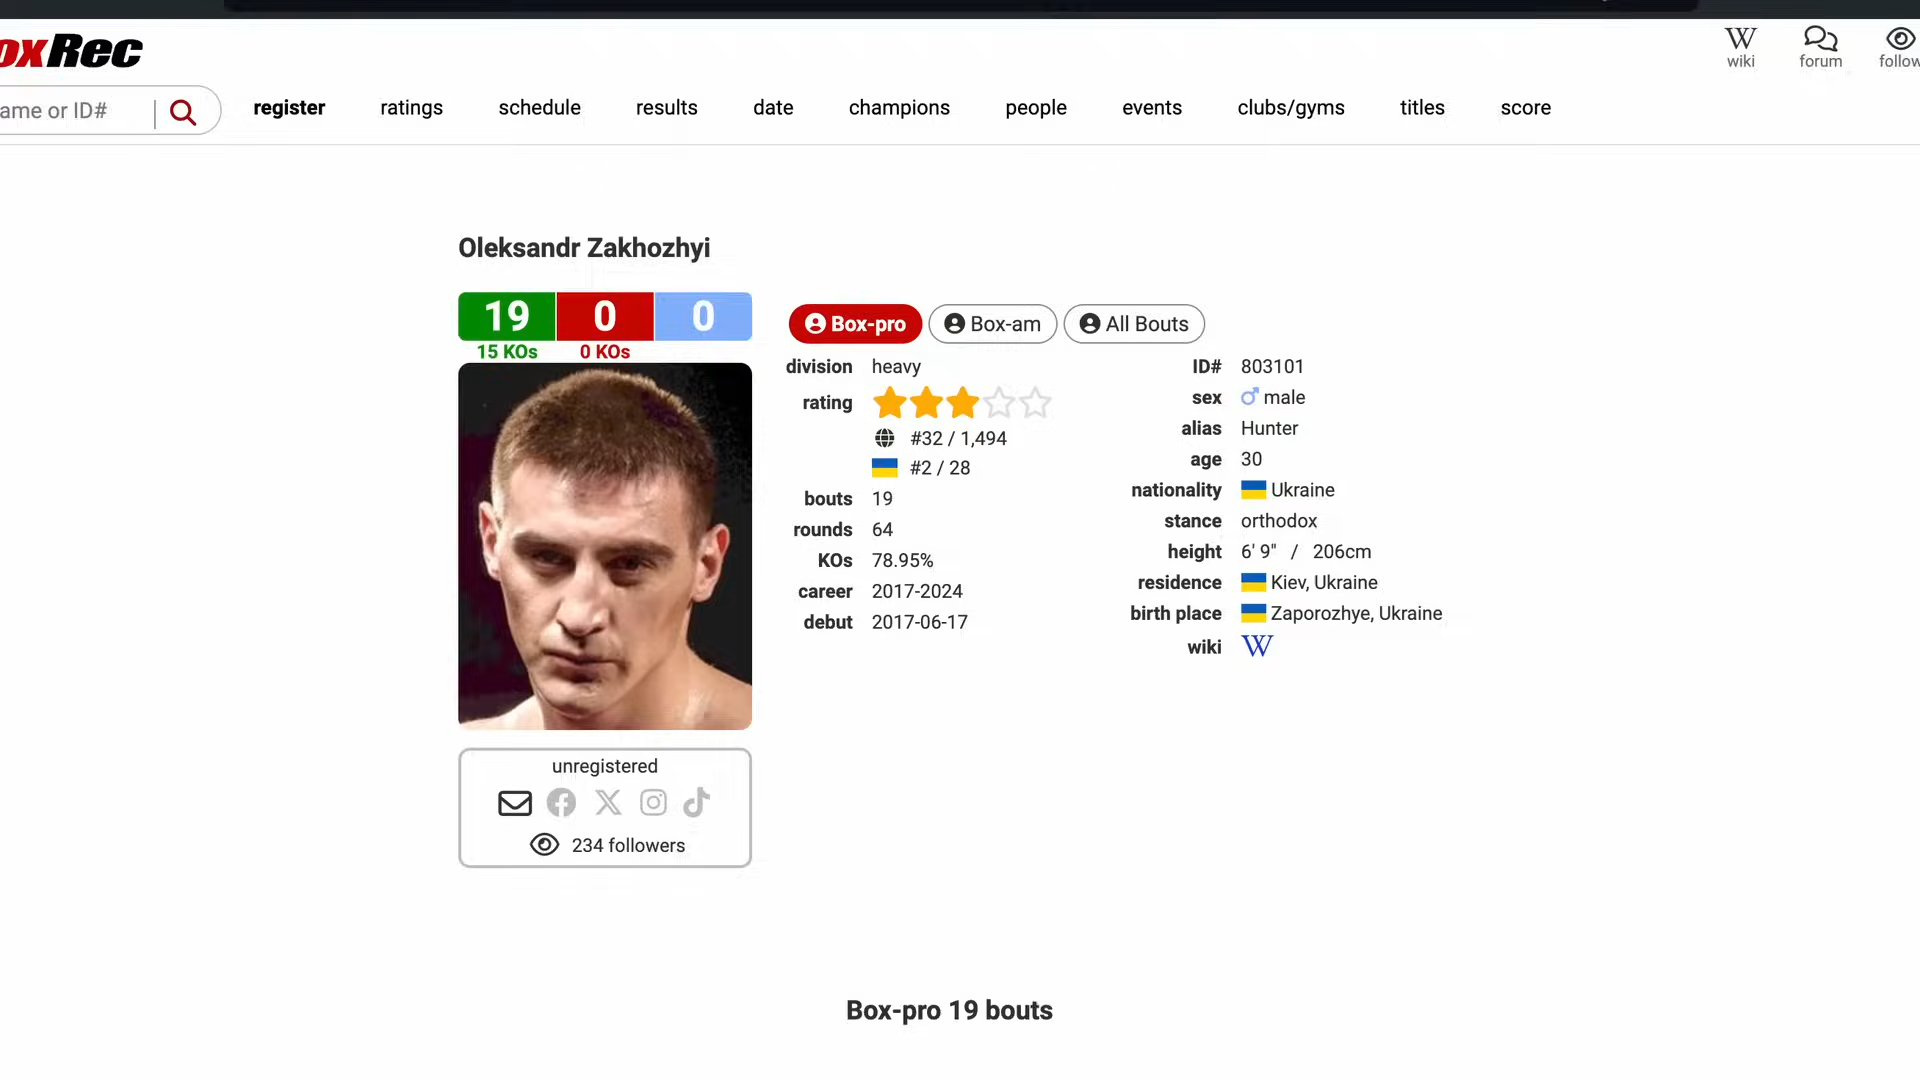 oxRec
wiki
forum
follow
ame or ID#
register
ratings
schedule
results
date
champions
people
events
clubs/gyms
titles
score
Oleksandr Zakhozhyi
19 0 0
15 KOs 0 KOs
Box-pro Box-am All Bouts
division heavy
rating
#32 / 1,494
#2 / 28
bouts 19
rounds 64
KOs 78.95%
career 2017-2024
debut 2017-06-17
ID# 803101
sex male
alias Hunter
age 30
nationality Ukraine
stance orthodox
height 6' 9" / 206cm
residence Kiev, Ukraine
birth place Zaporozhye, Ukraine
wiki W
unregistered
234 followers
Box-pro 19 bouts